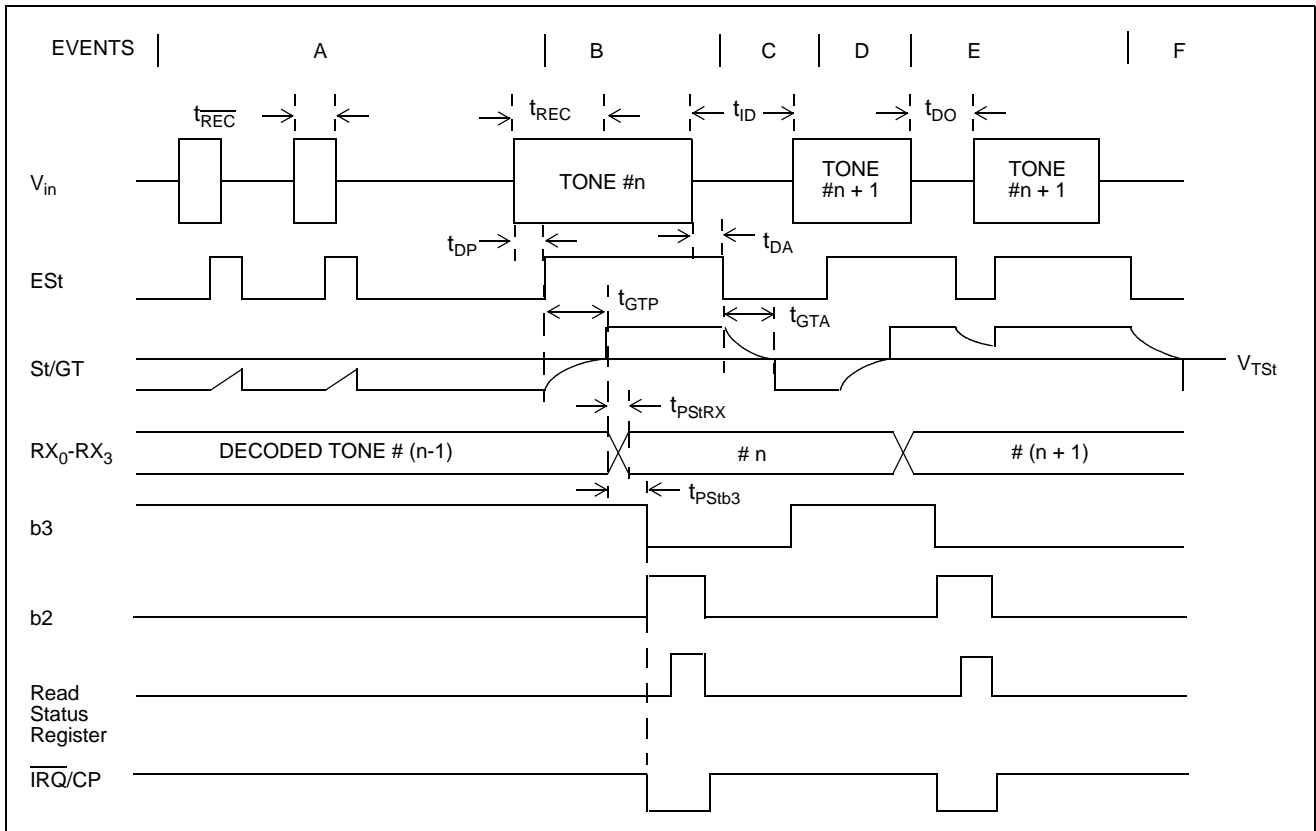 EVENTS A B C D E F
tREC tREC tID tDO
Vin TONE #n TONE #n + 1 TONE #n + 1
tDP tDA
ESt
tGTP tGTA
St/GT VTSt
tPStRX
RX0-RX3 DECODED TONE # (n-1) # n # (n + 1)
tPStb3
b3
b2
Read
Status
Register
IRQ/CP